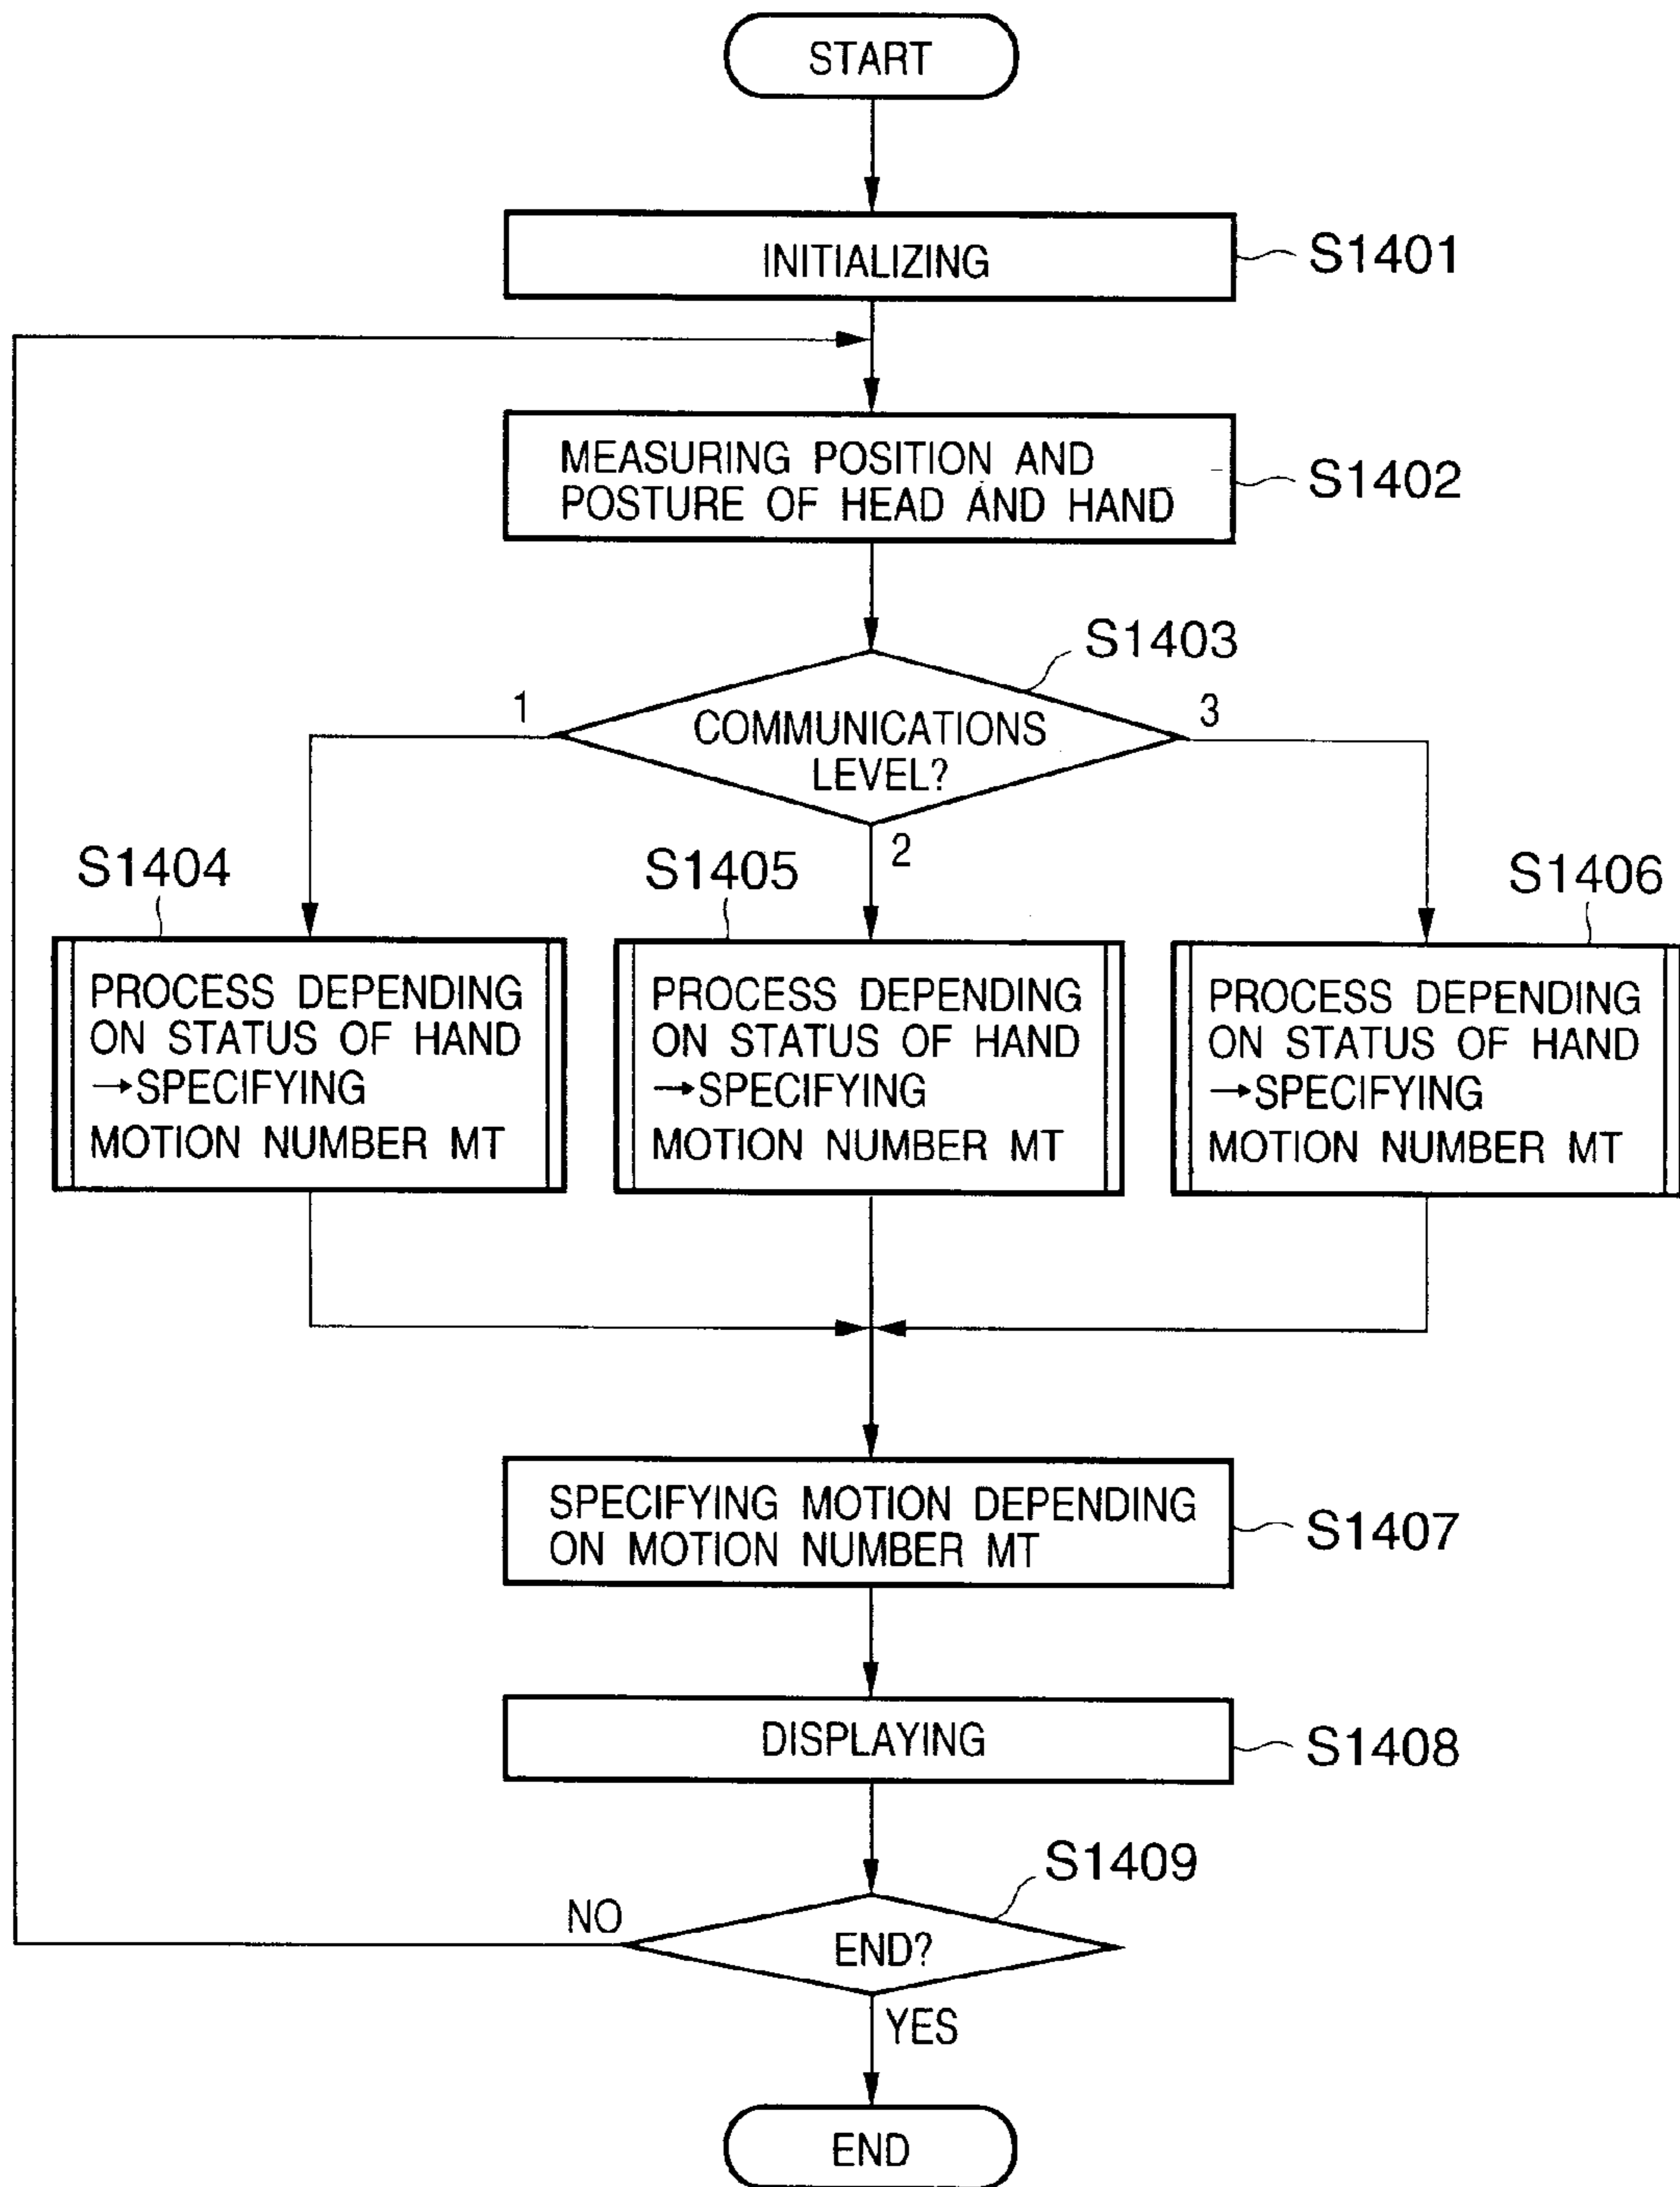 START
INITIALIZING
S1401
MEASURING POSITION AND
POSTURE OF HEAD AND HAND
S1402
S1403
COMMUNICATIONS
LEVEL?
1
2
3
S1404
PROCESS DEPENDING
ON STATUS OF HAND
→SPECIFYING
MOTION NUMBER MT
S1405
PROCESS DEPENDING
ON STATUS OF HAND
→SPECIFYING
MOTION NUMBER MT
S1406
PROCESS DEPENDING
ON STATUS OF HAND
→SPECIFYING
MOTION NUMBER MT
SPECIFYING MOTION DEPENDING
ON MOTION NUMBER MT
S1407
DISPLAYING
S1408
S1409
END?
NO
YES
END